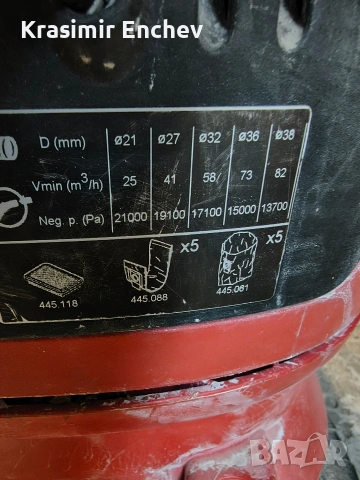 Krasimir Enchev
D (mm) ø21 ø27 ø32 ø36 ø38
Vmin (m³/h) 25 41 58 73 82
Neg. p. (Pa) 21000 19100 17100 15000 13700
x5 x5
445.118 445.088 445.061
BAZAR